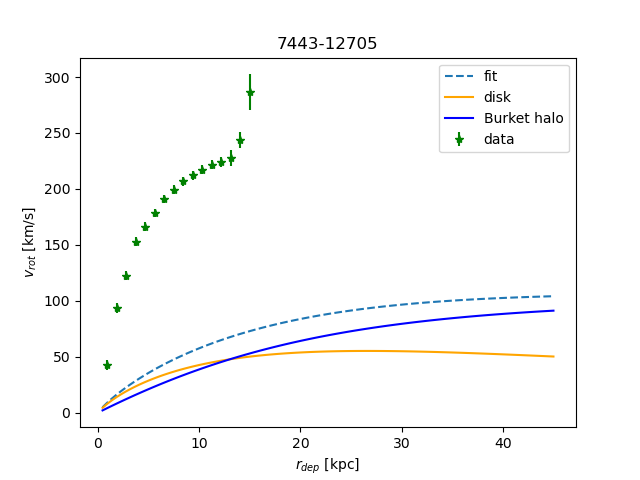 7443-12705
fit
disk
Burket halo
data
v_rot [km/s]
300
250
200
150
100
50
0
0 10 20 30 40
r_dep [kpc]